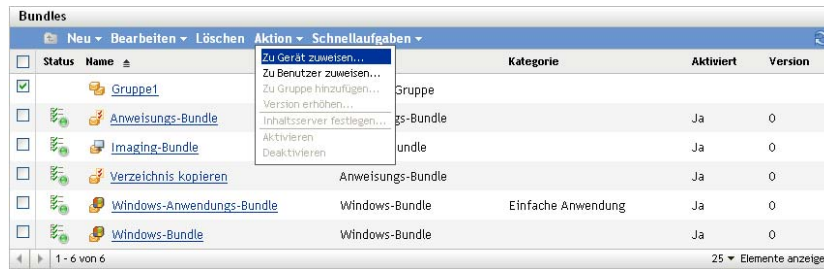 Bundles
Neu Bearbeiten Löschen Aktion Schnellaufgaben
Status Name Kategorie Aktiviert Version
Zu Gerät zuweisen...
Zu Benutzer zuweisen...
Zu Gruppe hinzufügen...
Version erhöhen...
Inhaltsserver festlegen...
Aktivieren
Deaktivieren
Gruppe1 Gruppe
Anweisungs-Bundle gs-Bundle Ja 0
Imaging-Bundle undle Ja 0
Verzeichnis kopieren Anweisungs-Bundle Ja 0
Windows-Anwendungs-Bundle Windows-Bundle Einfache Anwendung Ja 0
Windows-Bundle Windows-Bundle Ja 0
1 - 6 von 6 25 Elemente anzeige